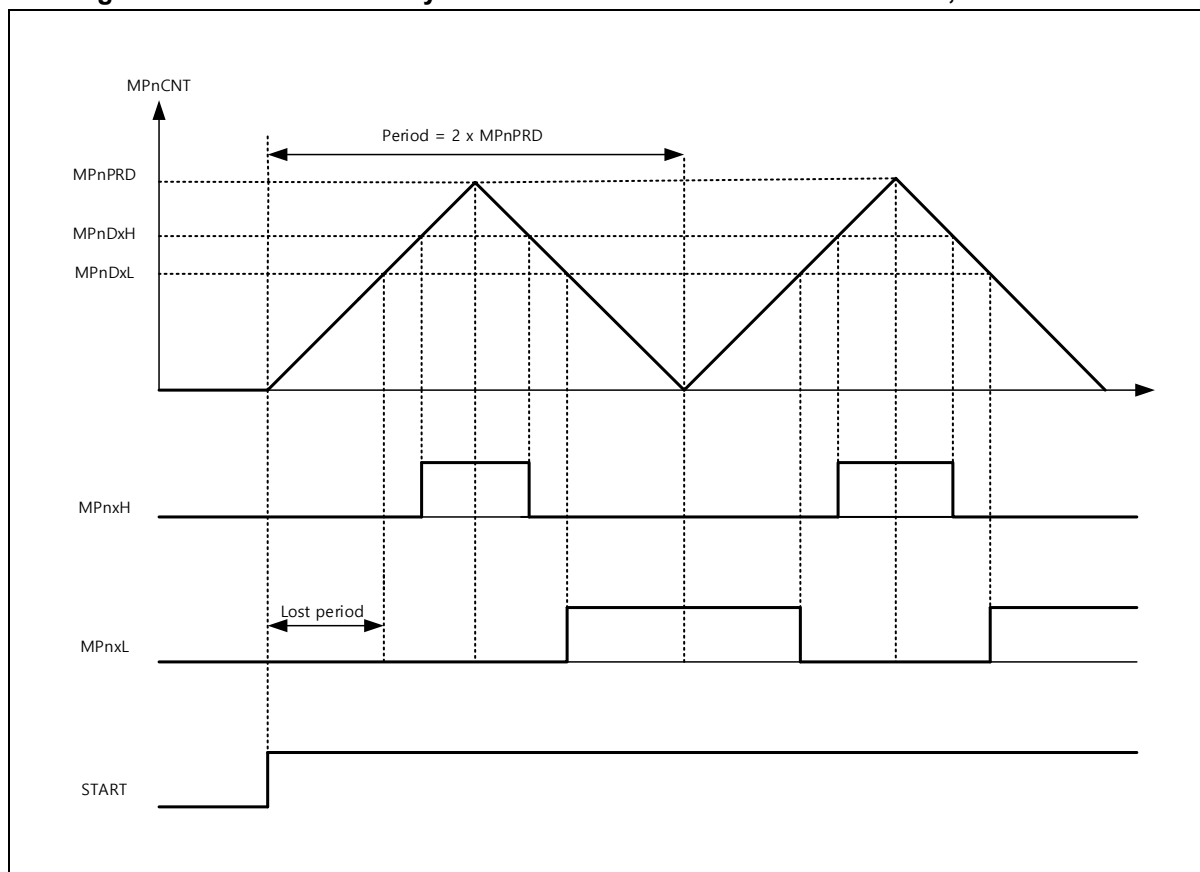 MPnCNT
Period = 2 x MPnPRD
MPnPRD
MPnDxH
MPnDxL
MPnxH
Lost period
MPnxL
START